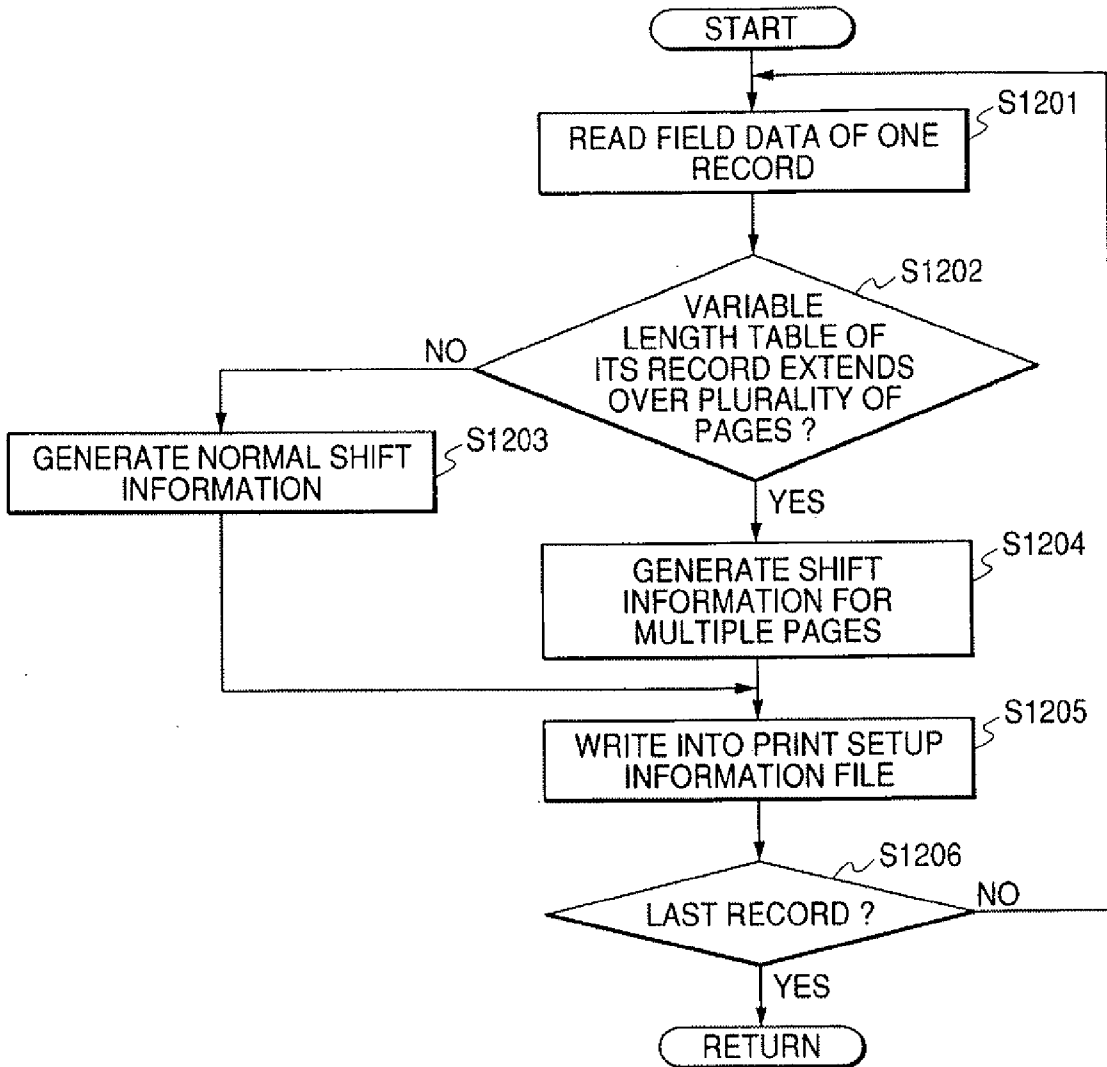 START
S1201
READ FIELD DATA OF ONE
RECORD
S1202
VARIABLE
LENGTH TABLE OF
ITS RECORD EXTENDS
OVER PLURALITY OF
PAGES ?
NO
S1203
GENERATE NORMAL SHIFT
INFORMATION
YES
S1204
GENERATE SHIFT
INFORMATION FOR
MULTIPLE PAGES
S1205
WRITE INTO PRINT SETUP
INFORMATION FILE
S1206
LAST RECORD ?
NO
YES
RETURN